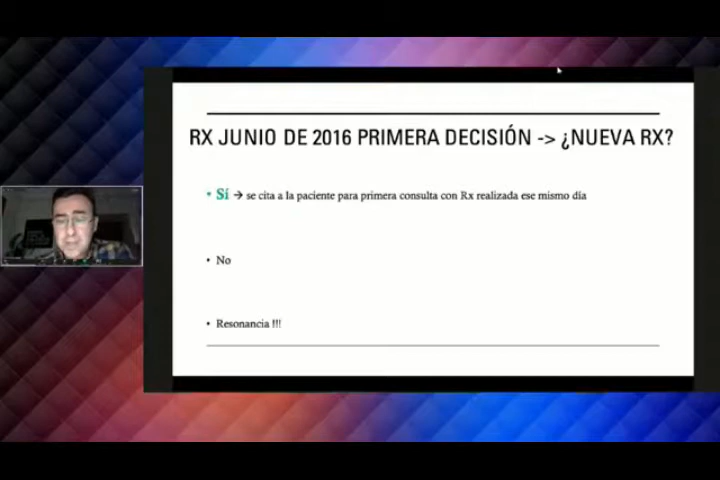 RX JUNIO DE 2016 PRIMERA DECISIÓN -> ¿NUEVA RX?
• Sí → se cita a la paciente para primera consulta con Rx realizada ese mismo día
• No
• Resonancia !!!